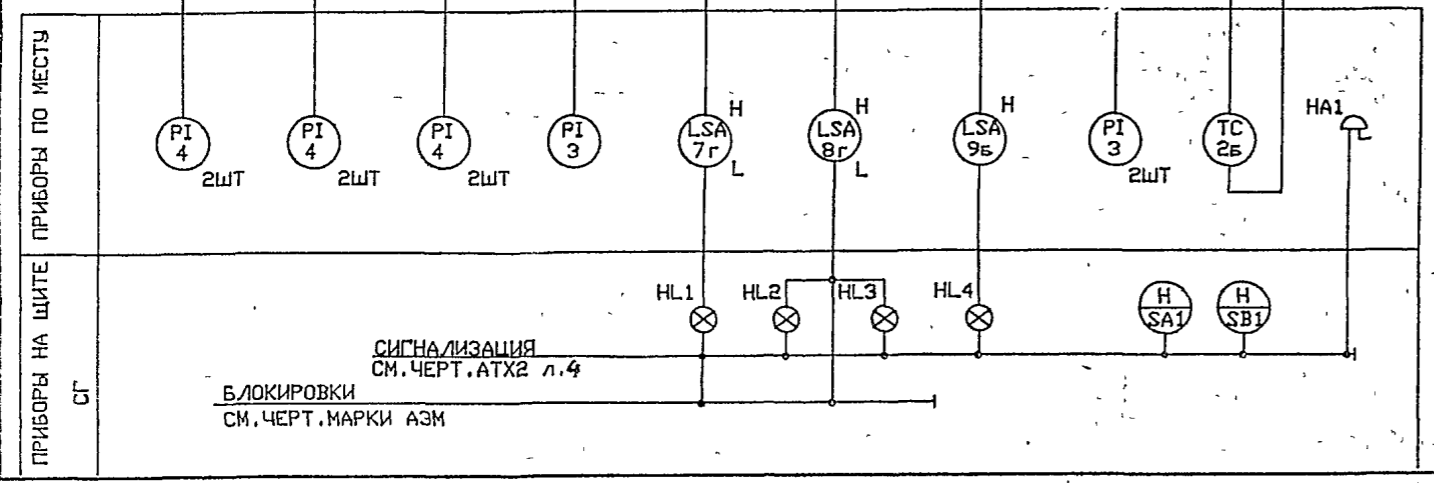 ПРИБОРЫ ПО МЕСТУ
PI
4
2ШТ
PI
4
2ШТ
PI
4
2ШТ
PI
3
H
LSA
7г
L
H
LSA
8г
L
H
LSA
9Б
PI
3
2ШТ
TC
2Б
HA1
ПРИБОРЫ НА ЩИТЕ
СГ
HL1
HL2
HL3
HL4
H
SA1
H
SB1
СИГНАЛИЗАЦИЯ
СМ.ЧЕРТ.АТХ2 л.4
БЛОКИРОВКИ
СМ.ЧЕРТ.МАРКИ АЭМ